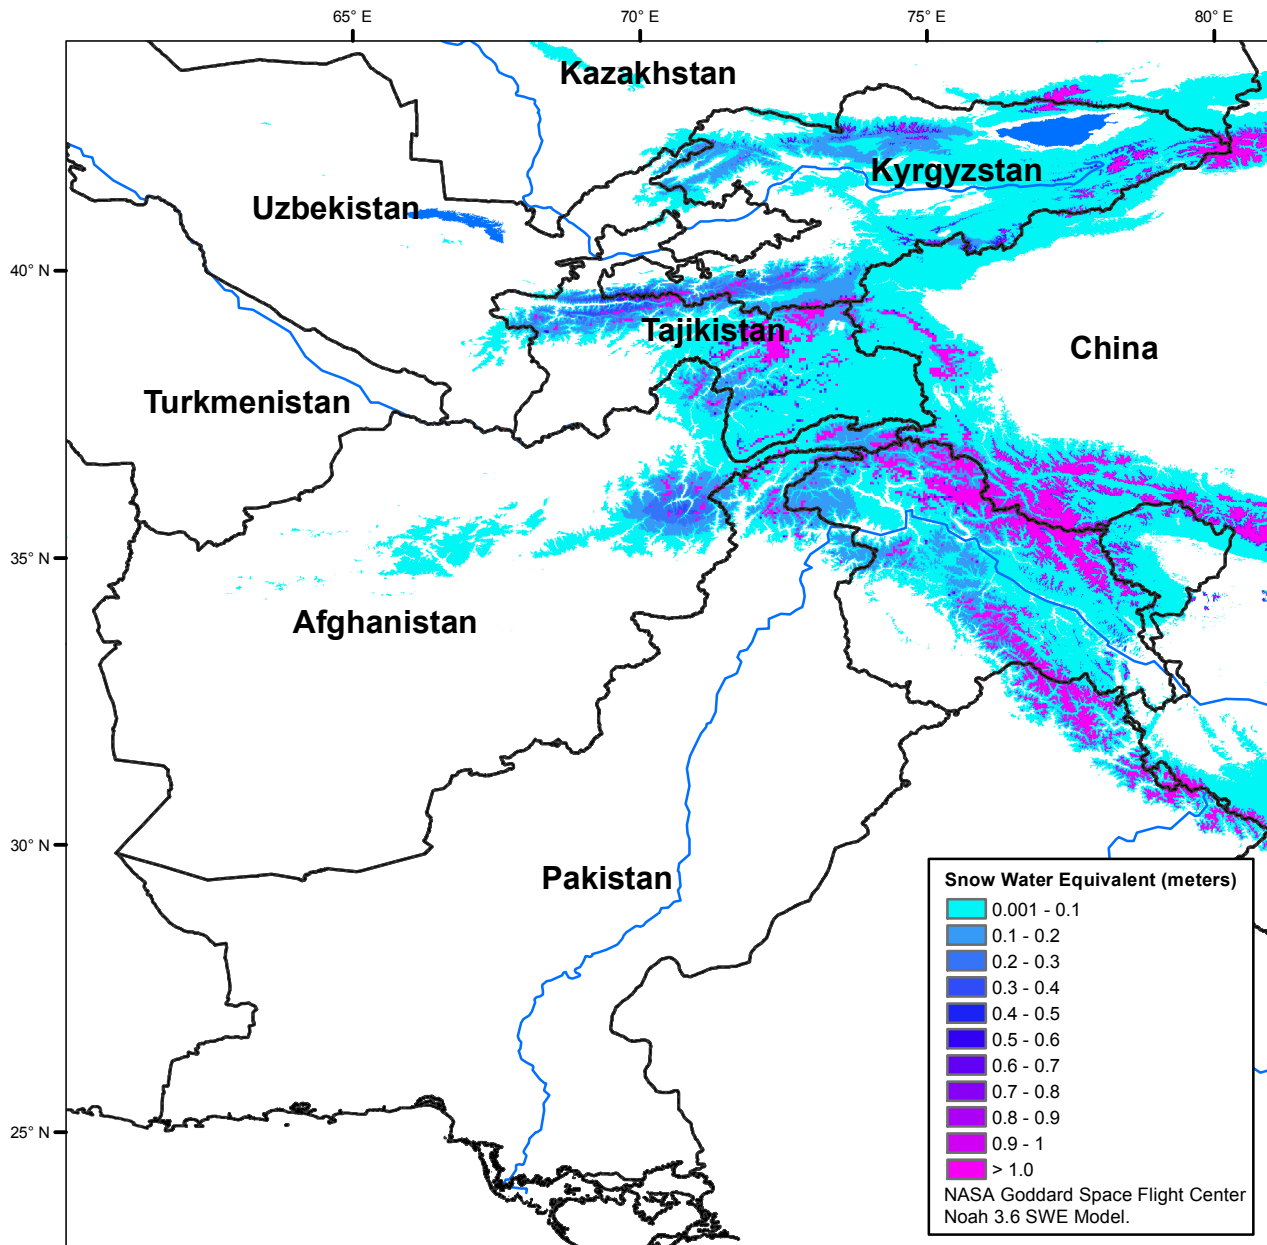 65° E
70° E
75° E
80° E
Kazakhstan
Kyrgyzstan
Uzbekistan
40° N
Tajikistan
China
Turkmenistan
35° N
Afghanistan
30° N
Pakistan
25° N
Snow Water Equivalent (meters)
0.001 - 0.1
0.1 - 0.2
0.2 - 0.3
0.3 - 0.4
0.4 - 0.5
0.5 - 0.6
0.6 - 0.7
0.7 - 0.8
0.8 - 0.9
0.9 - 1
> 1.0
NASA Goddard Space Flight Center
Noah 3.6 SWE Model.